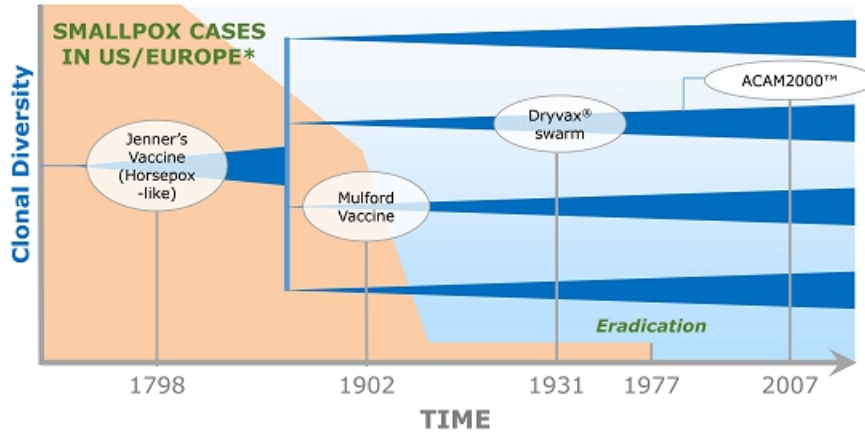 SMALLPOX CASES
IN US/EUROPE*
Clonal Diversity
Jenner's
Vaccine
(Horsepox
-like)
Mulford
Vaccine
Dryvax®
swarm
ACAM2000™
Eradication
1798
1902
1931
1977
2007
TIME